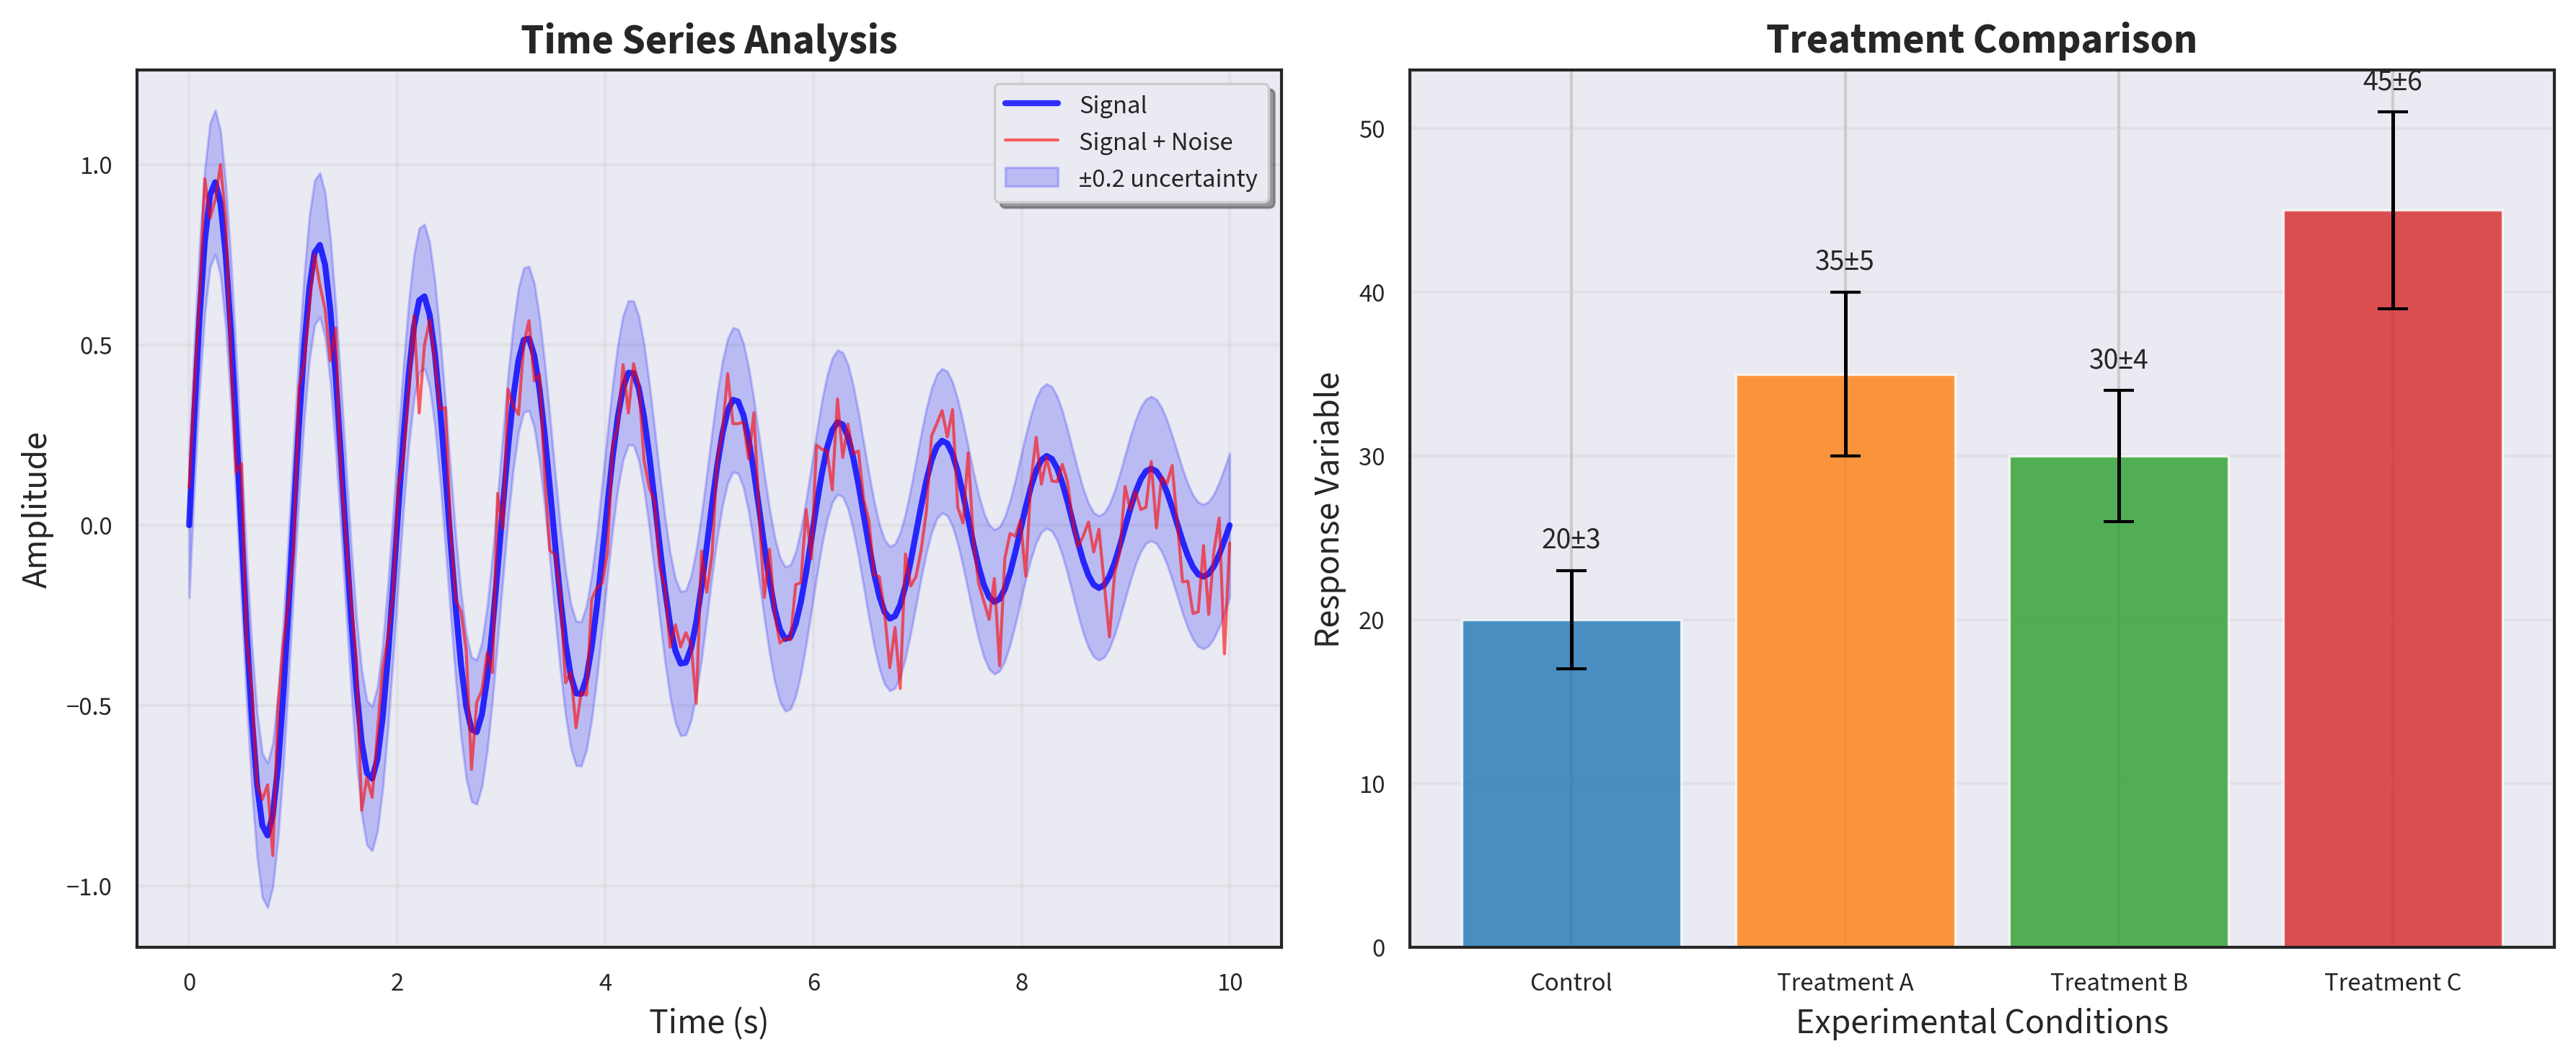 Time Series Analysis
Signal
Signal + Noise
±0.2 uncertainty
1.0
0.5
0.0
−0.5
−1.0
Amplitude
0 2 4 6 8 10
Time (s)
Treatment Comparison
45±6
35±5
30±4
20±3
50
40
30
20
10
0
Response Variable
Control Treatment A Treatment B Treatment C
Experimental Conditions